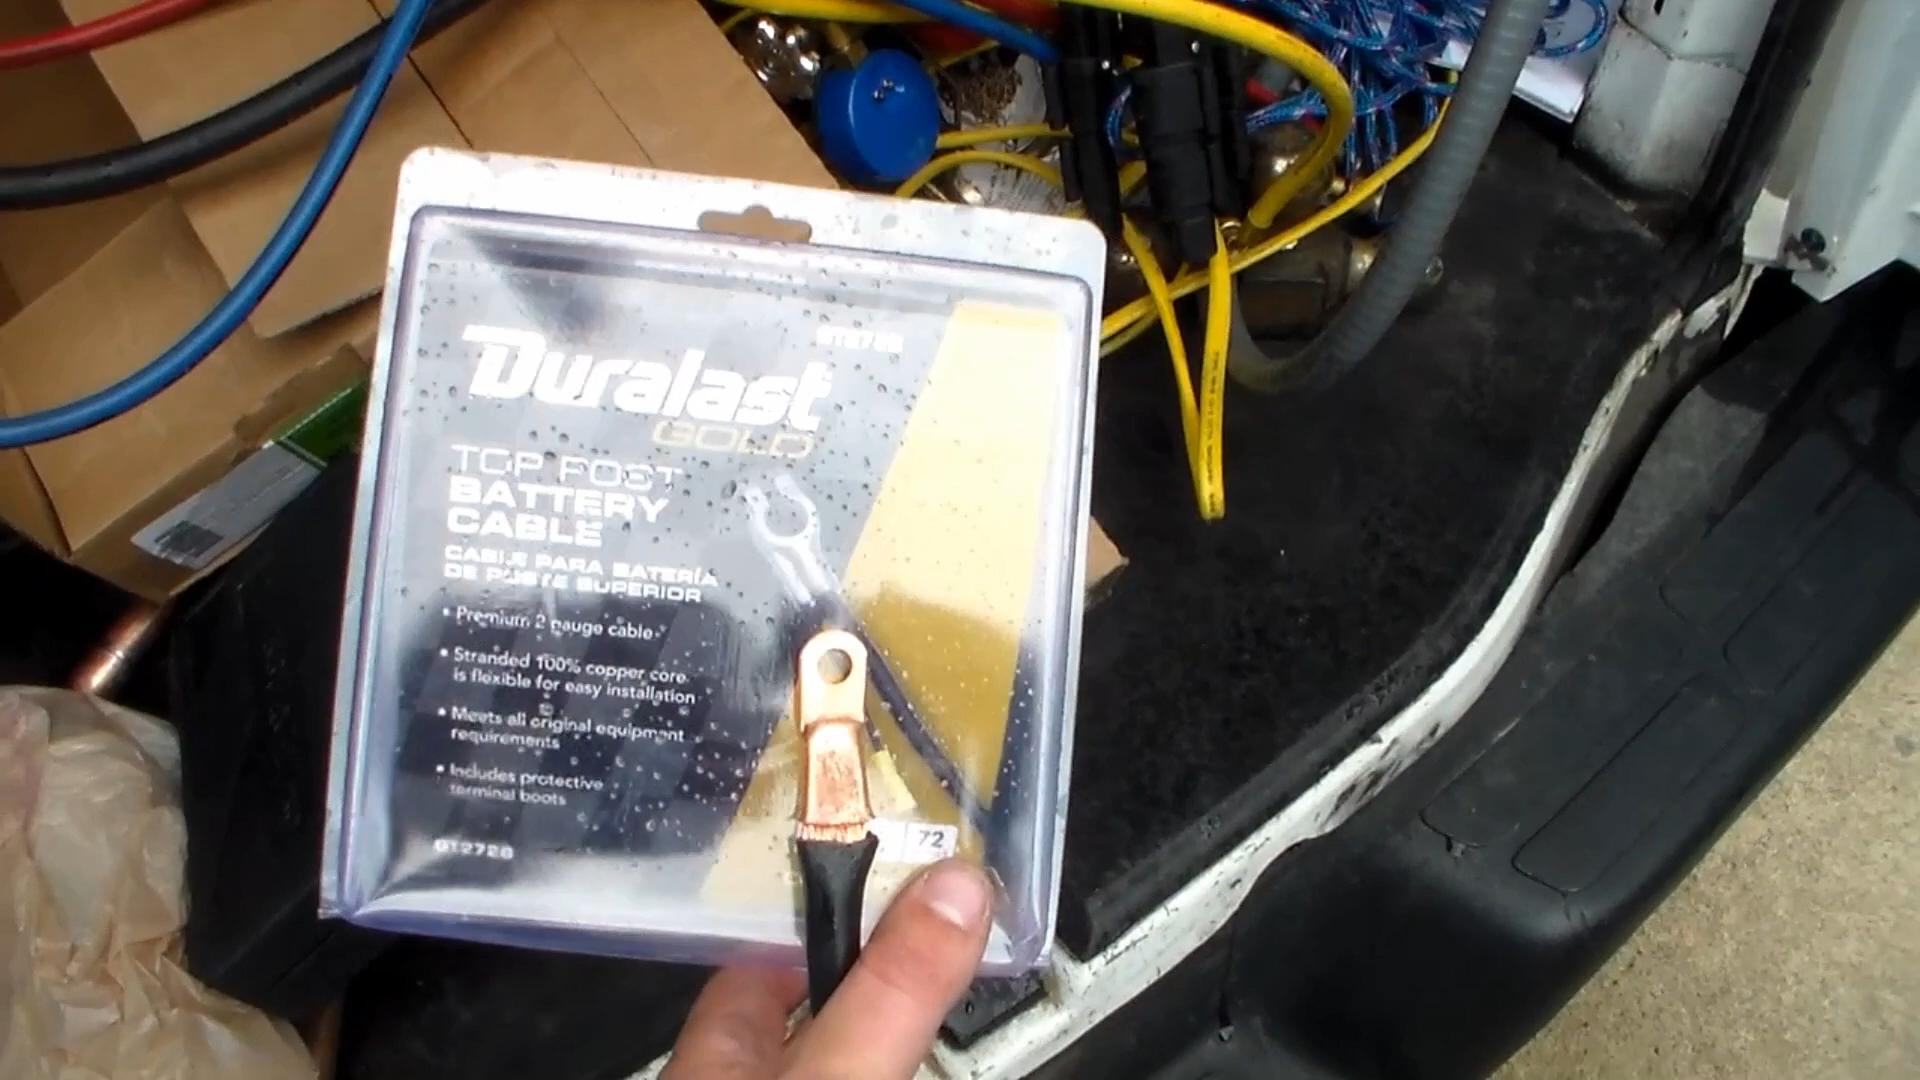 Duralast
GOLD
TOP POST
BATTERY
CABLE
CABLE PARA BATERÍA
DE POSTE SUPERIOR
• Premium 2 gauge cable
• Stranded 100% copper core
is flexible for easy installation
• Meets all original equipment
requirements
• Includes protective
terminal boots
72